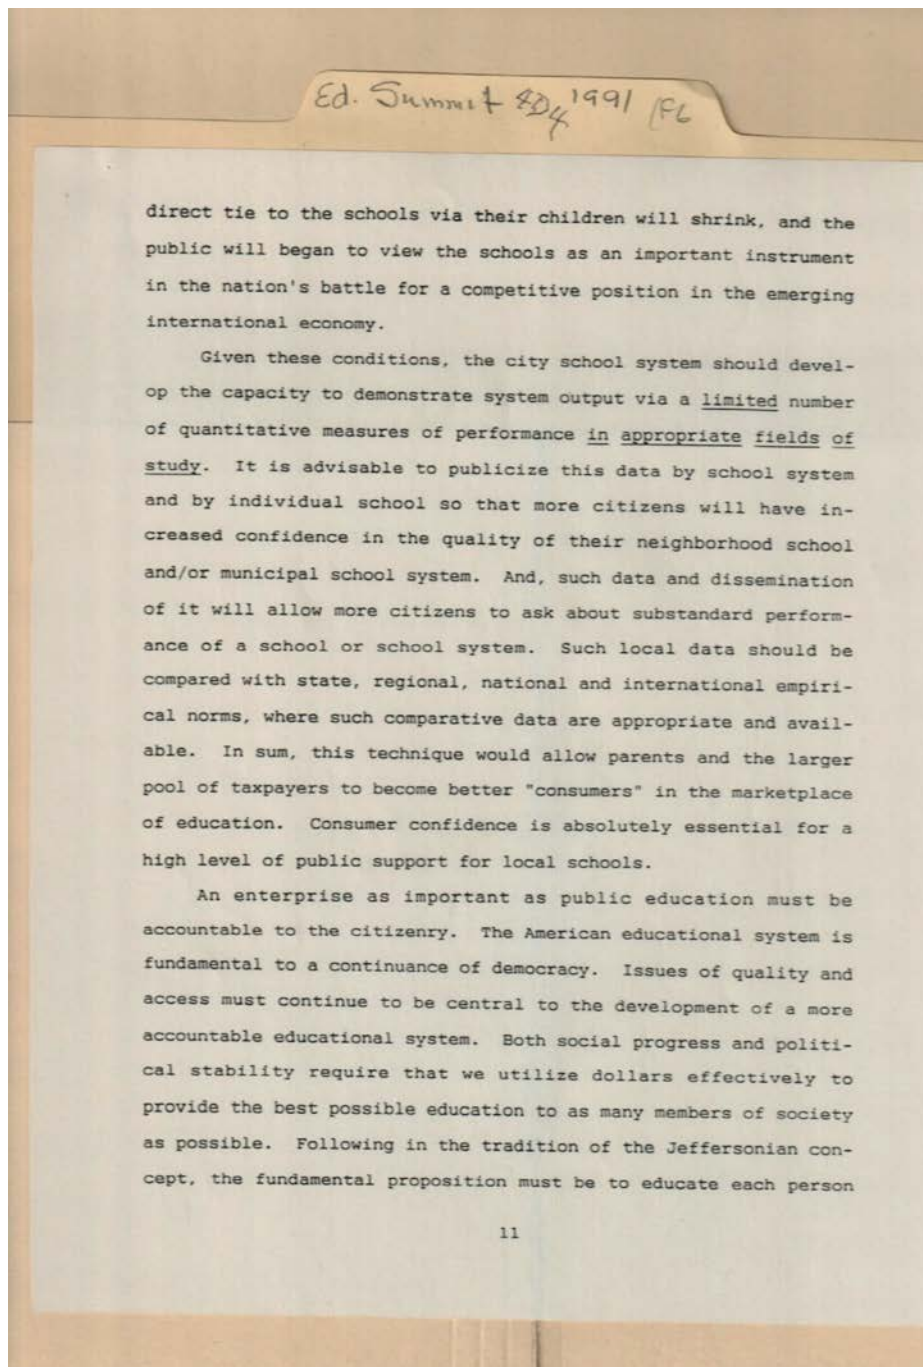 Ed. Summit 1991
direct tie to the schools via their children will shrink, and the
public will began to view the schools as an important instrument
in the nation's battle for a competitive position in the emerging
international economy.
Given these conditions, the city school system should devel-
op the capacity to demonstrate system output via a limited number
of quantitative measures of performance in appropriate fields of
study. It is advisable to publicize this data by school system
and by individual school so that more citizens will have in-
creased confidence in the quality of their neighborhood school
and/or municipal school system. And, such data and dissemination
of it will allow more citizens to ask about substandard perform-
ance of a school or school system. Such local data should be
compared with state, regional, national and international empiri-
cal norms, where such comparative data are appropriate and avail-
able. In sum, this technique would allow parents and the larger
pool of taxpayers to become better "consumers" in the marketplace
of education. Consumer confidence is absolutely essential for a
high level of public support for local schools.
An enterprise as important as public education must be
accountable to the citizenry. The American educational system is
fundamental to a continuance of democracy. Issues of quality and
access must continue to be central to the development of a more
accountable educational system. Both social progress and politi-
cal stability require that we utilize dollars effectively to
provide the best possible education to as many members of society
as possible. Following in the tradition of the Jeffersonian con-
cept, the fundamental proposition must be to educate each person
11